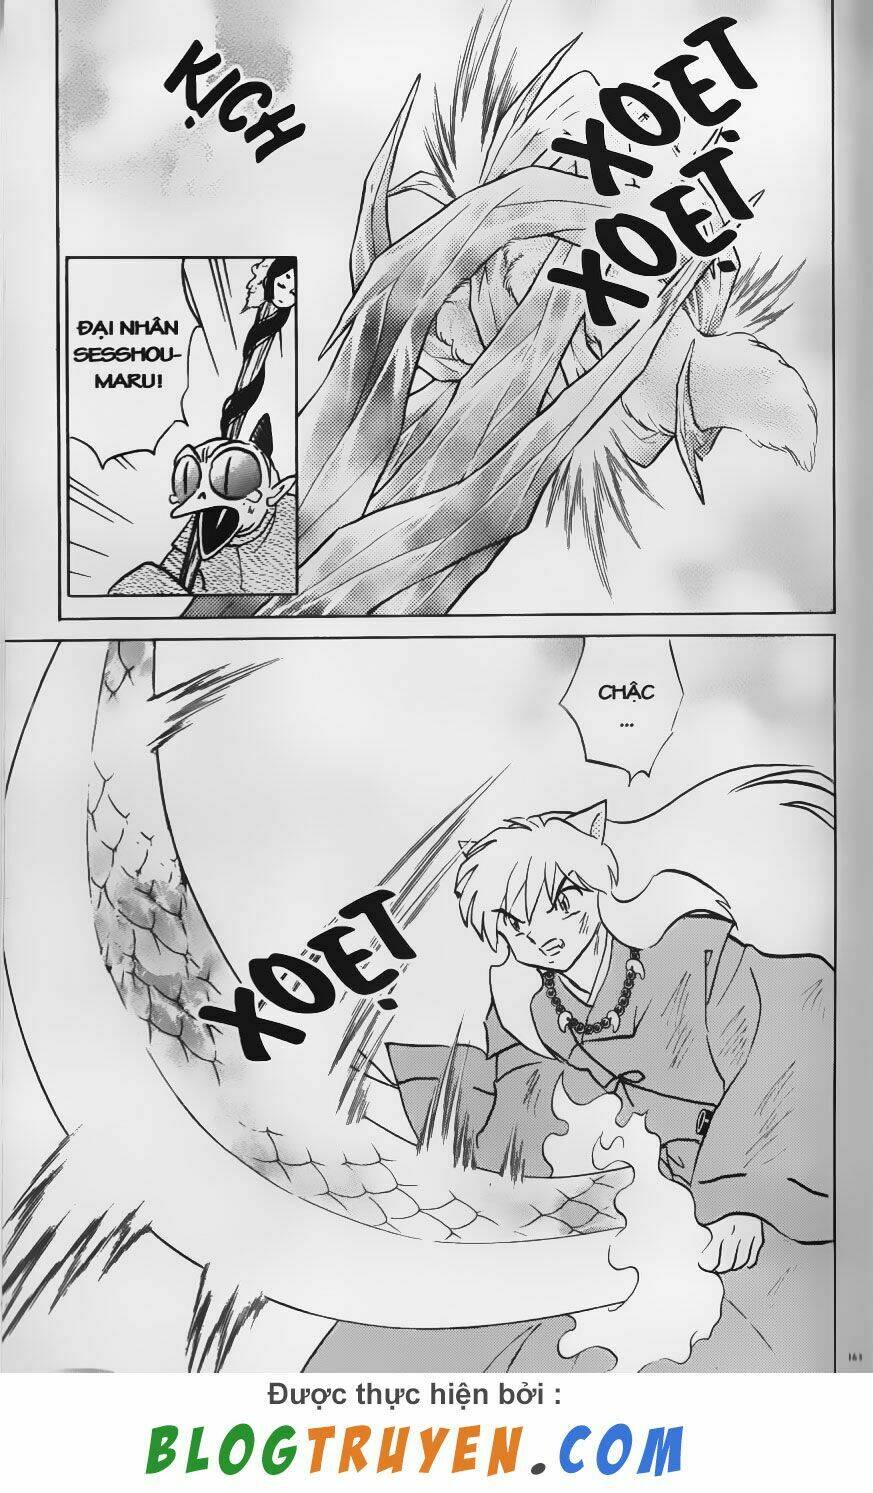 KỊCH
XOẸT
XOẸT
ĐẠI NHÂN
SESSHOU-
MARU!
CHẬC
...
XOẸT
161
Được thực hiện bởi :
BLOGTRUYEN.COM